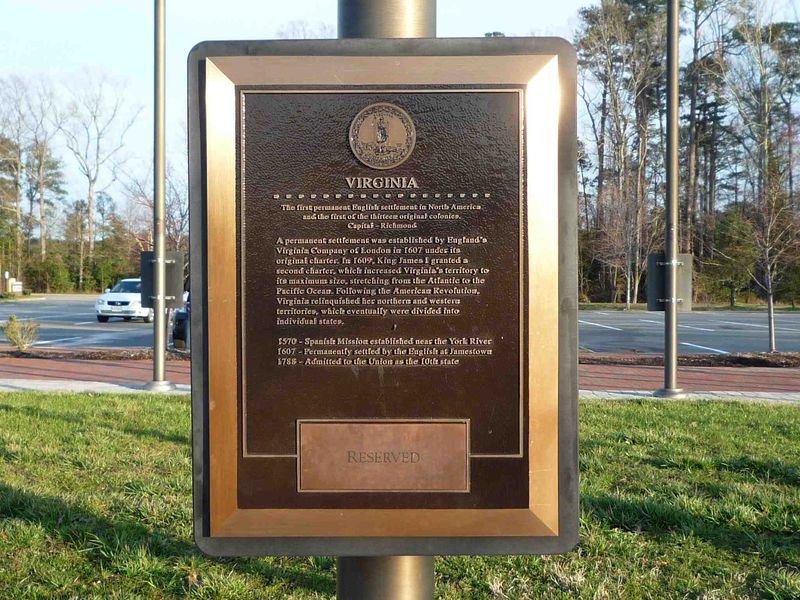 VIRGINIA
The first permanent English settlement in North America
and the first of the thirteen original colonies.
Capital - Richmond
A permanent settlement was established by England's
Virginia Company of London in 1607 under its
original charter. In 1609, King James I granted a
second charter, which increased Virginia's territory to
its maximum size, stretching from the Atlantic to the
Pacific Ocean. Following the American Revolution,
Virginia relinquished her northern and western
territories, which eventually were divided into
individual states.
1570 - Spanish Mission established near the York River
1607 - Permanently settled by the English at Jamestown
1788 - Admitted to the Union as the 10th state
RESERVED